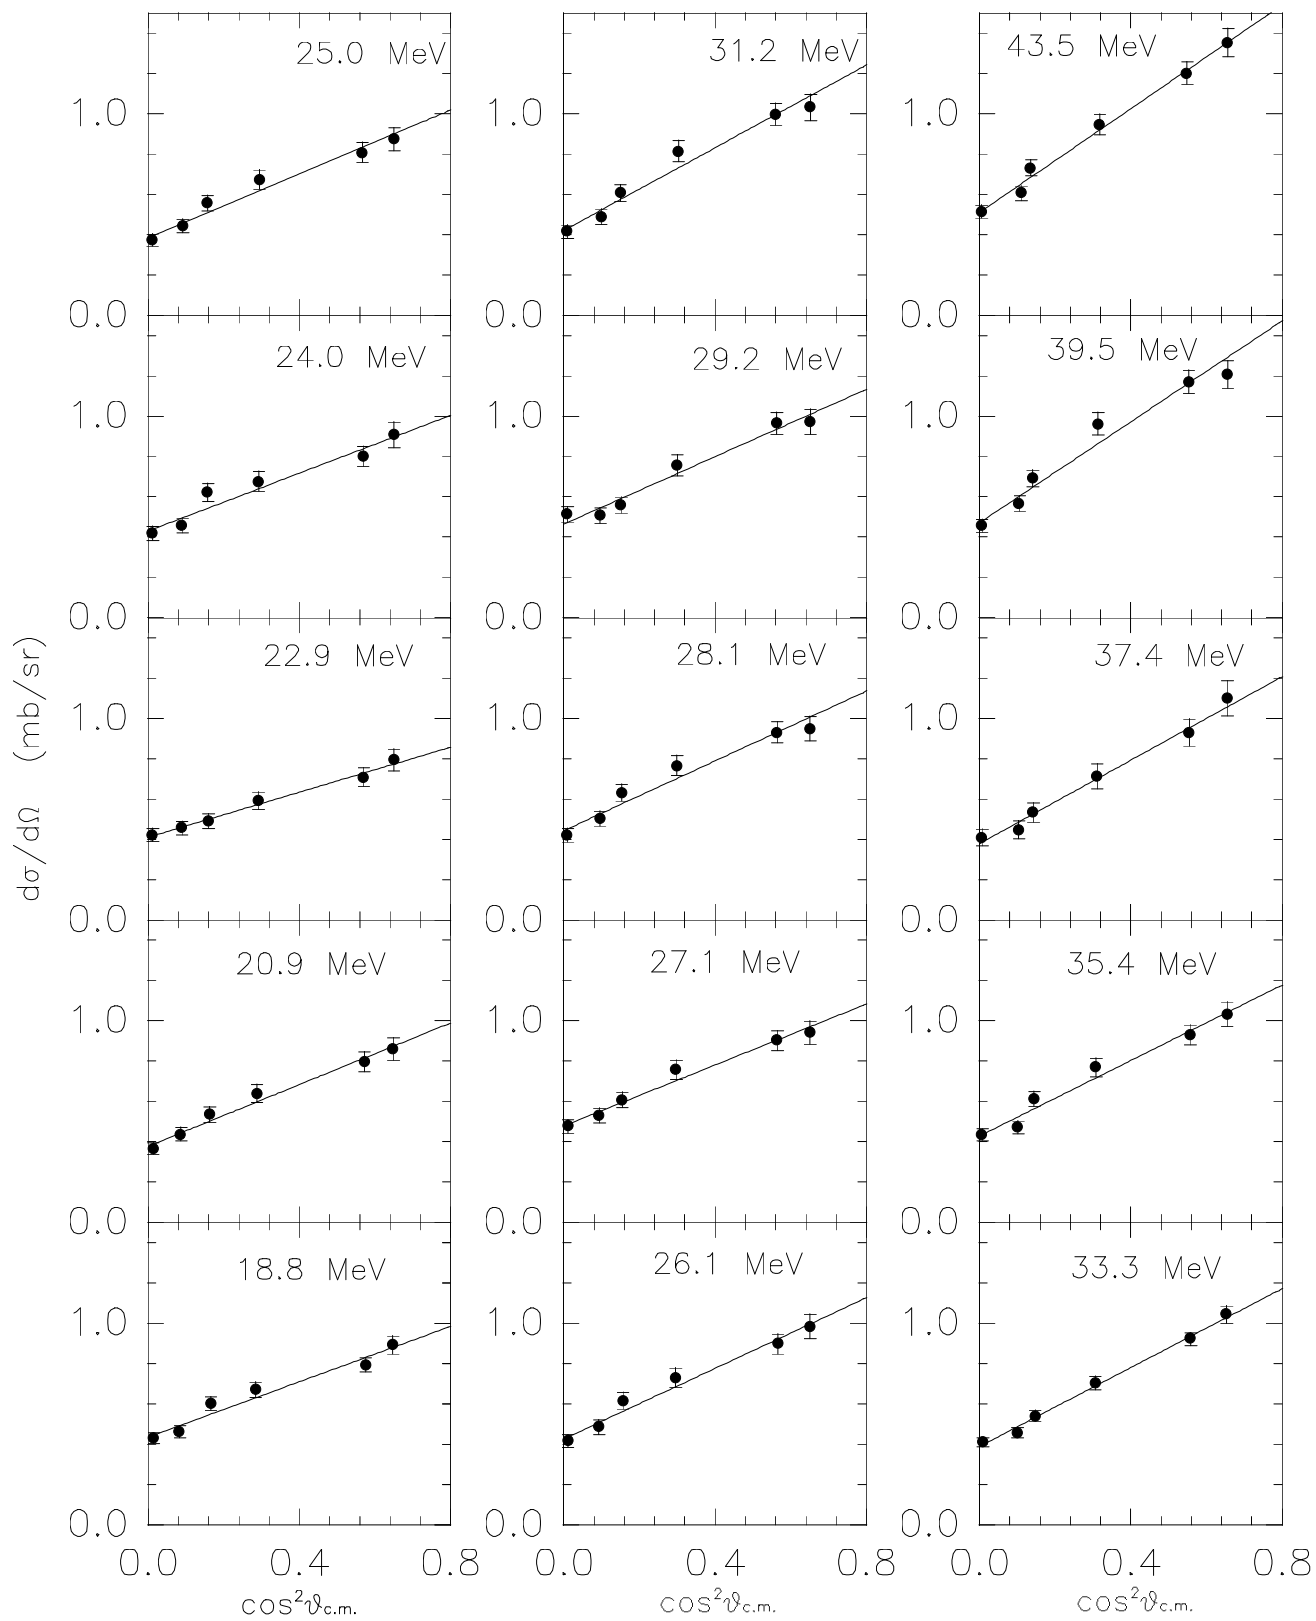 25.0 MeV 31.2 MeV 43.5 MeV
1.0 1.0 1.0
0.0 0.0 0.0
24.0 MeV 29.2 MeV 39.5 MeV
1.0 1.0 1.0
0.0 0.0 0.0
dσ/dΩ (mb/sr)
22.9 MeV 28.1 MeV 37.4 MeV
1.0 1.0 1.0
0.0 0.0 0.0
20.9 MeV 27.1 MeV 35.4 MeV
1.0 1.0 1.0
0.0 0.0 0.0
18.8 MeV 26.1 MeV 33.3 MeV
1.0 1.0 1.0
0.0 0.0 0.0
0.0 0.4 0.8 0.0 0.4 0.8 0.0 0.4 0.8
COS²ϑc.m. COS²ϑc.m. COS²ϑc.m.